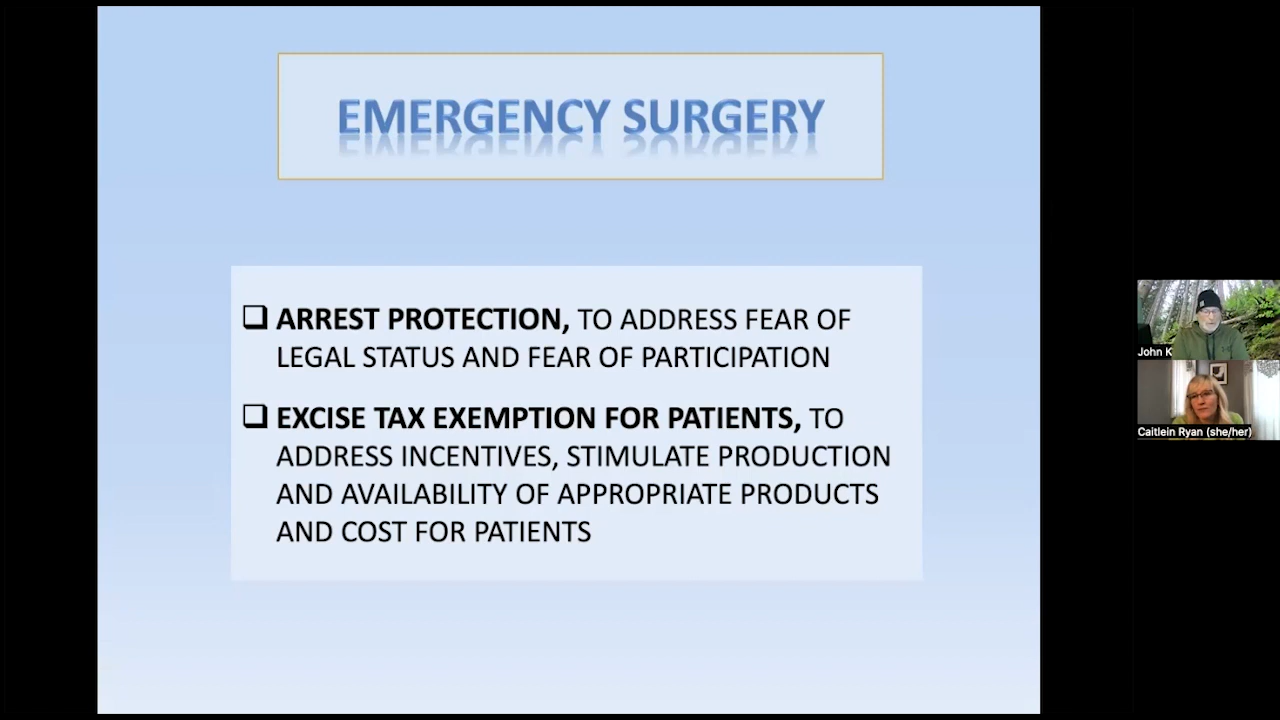 EMERGENCY SURGERY
❑ ARREST PROTECTION, TO ADDRESS FEAR OF
LEGAL STATUS AND FEAR OF PARTICIPATION
❑ EXCISE TAX EXEMPTION FOR PATIENTS, TO
ADDRESS INCENTIVES, STIMULATE PRODUCTION
AND AVAILABILITY OF APPROPRIATE PRODUCTS
AND COST FOR PATIENTS
John K
Caitlein Ryan (she/her)